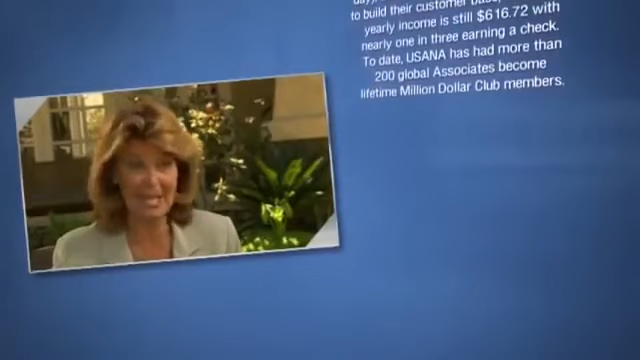 to build their customer base,
yearly income is still $616.72 with
nearly one in three earning a check.
To date, USANA has had more than
200 global Associates become
lifetime Million Dollar Club members.